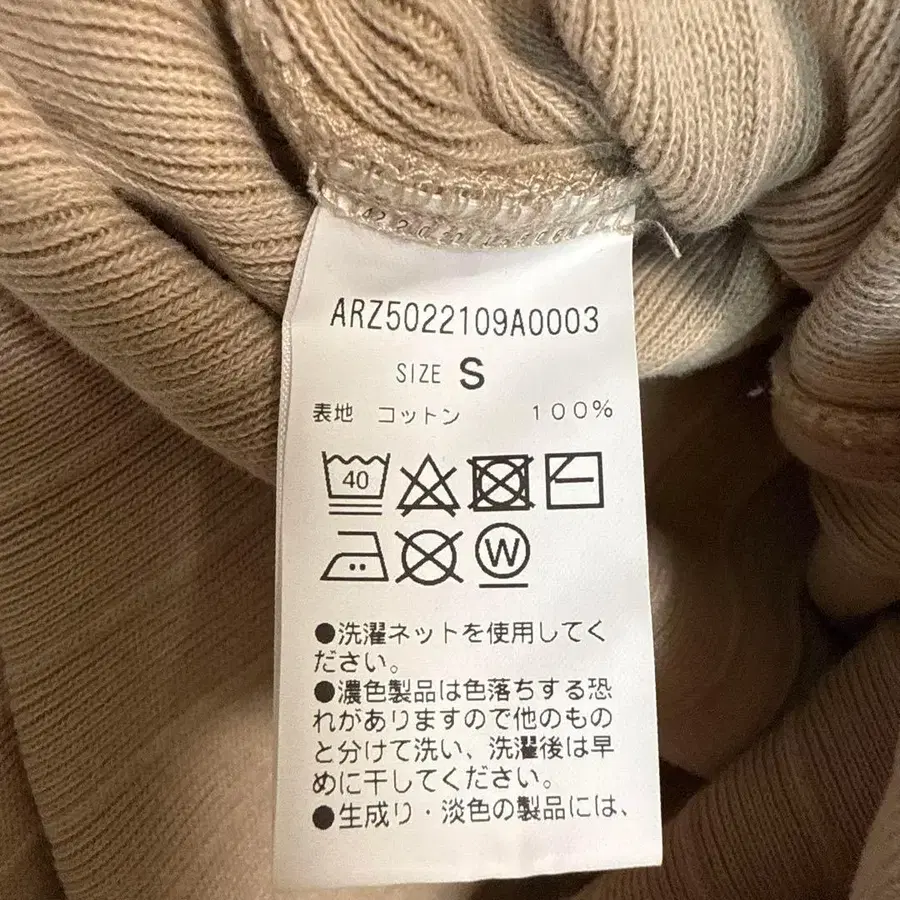 ARZ5022109A0003
SIZE S
表地 コットン 100%
40
W
●洗濯ネットを使用してく
ださい。
●濃色製品は色落ちする恐
れがありますので他のもの
と分けて洗い、洗濯後は早
めに干してください。
●生成り・淡色の製品には、